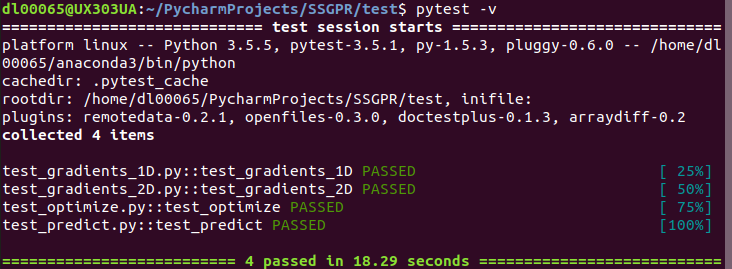 dl00065@UX303UA:~/PycharmProjects/SSGPR/test$ pytest -v
============================= test session starts =============================
platform linux -- Python 3.5.5, pytest-3.5.1, py-1.5.3, pluggy-0.6.0 -- /home/dl
00065/anaconda3/bin/python
cachedir: .pytest_cache
rootdir: /home/dl00065/PycharmProjects/SSGPR/test, inifile:
plugins: remotedata-0.2.1, openfiles-0.3.0, doctestplus-0.1.3, arraydiff-0.2
collected 4 items
test_gradients_1D.py::test_gradients_1D PASSED [ 25%]
test_gradients_2D.py::test_gradients_2D PASSED [ 50%]
test_optimize.py::test_optimize PASSED [ 75%]
test_predict.py::test_predict PASSED [100%]
========================== 4 passed in 18.29 seconds ===========================